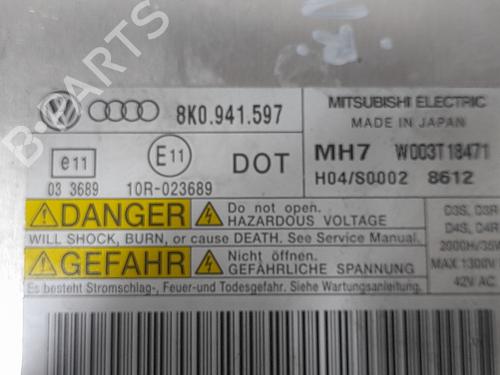 8K0.941.597
MITSUBISHI ELECTRIC
MADE IN JAPAN
e11
E11
DOT
MH7 W003T18471
03 3689
10R-023689
H04/S0002 8612
DANGER
Do not open.
HAZARDOUS VOLTAGE
WILL SHOCK, BURN, or cause DEATH. See Service Manual.
GEFAHR
Nicht öffnen.
GEFÄHRLICHE SPANNUNG
Es besteht Stromschlag-, Feuer-und Todesgefahr. Siehe Wartungsanleitung.
D3S, D3R
D4S, D4R
2000H/35
MAX 1300V
42V AC
B-PARTS